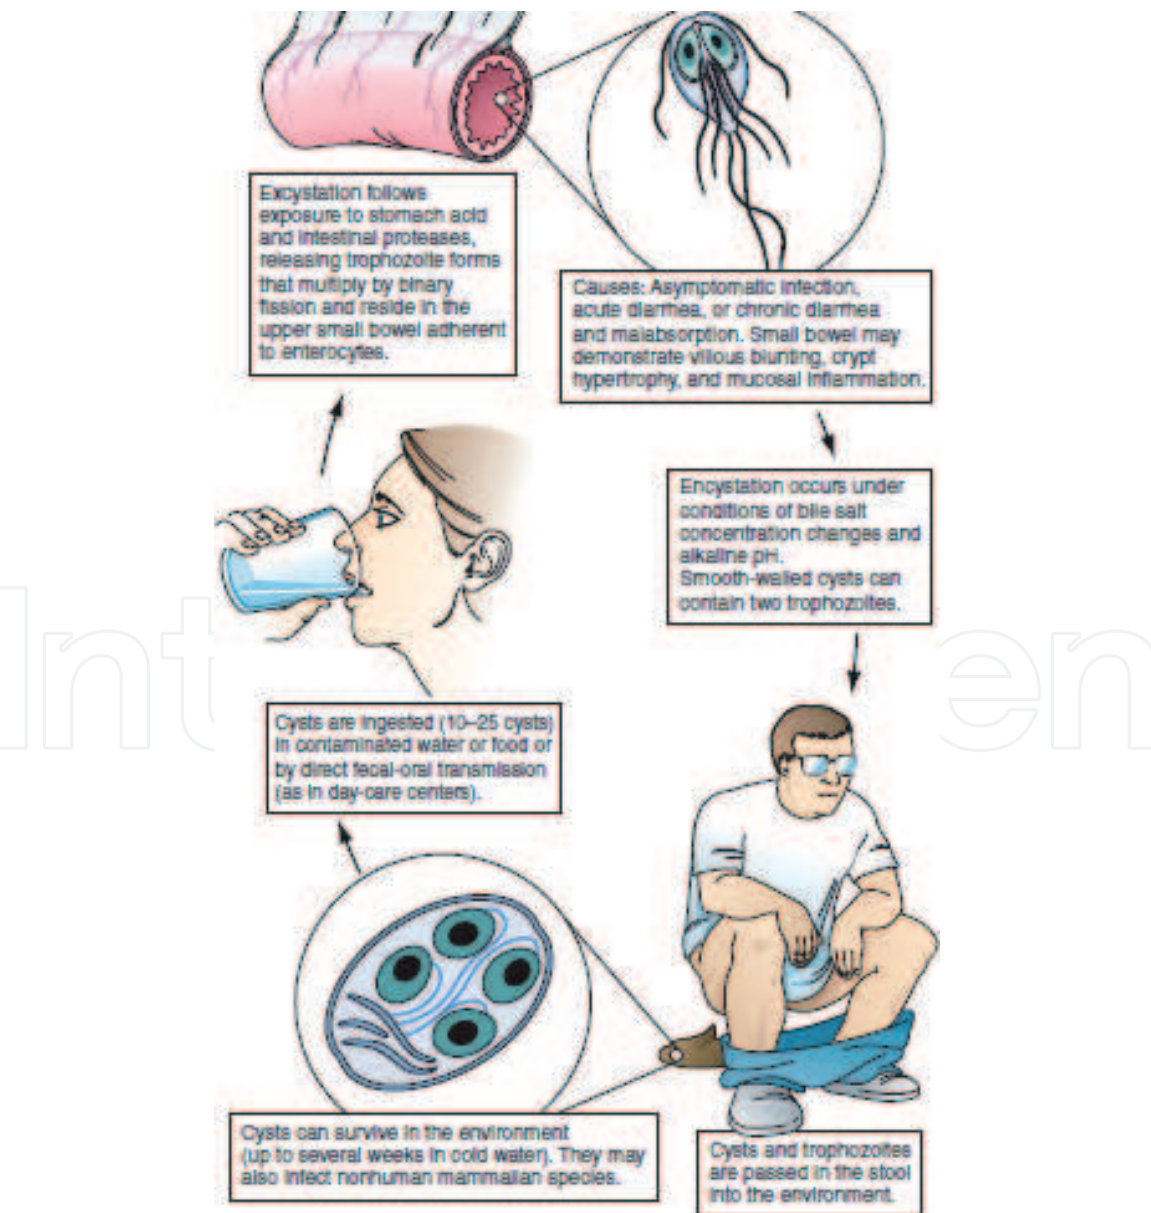 Excystation follows
exposure to stomach acid
and intestinal proteases,
releasing trophozoite forms
that multiply by binary
fission and reside in the
upper small bowel adherent
to enterocytes.
Causes: Asymptomatic infection,
acute diarrhea, or chronic diarrhea
and malabsorption. Small bowel may
demonstrate villous blunting, crypt
hypertrophy, and mucosal inflammation.
Encystation occurs under
conditions of bile salt
concentration changes and
alkaline pH.
Smooth-walled cysts can
contain two trophozoites.
Cysts are ingested (10–25 cysts)
in contaminated water or food or
by direct fecal-oral transmission
(as in day-care centers).
Int en
Cysts can survive in the environment
(up to several weeks in cold water). They may
also infect nonhuman mammalian species.
Cysts and trophozoites
are passed in the stool
into the environment.